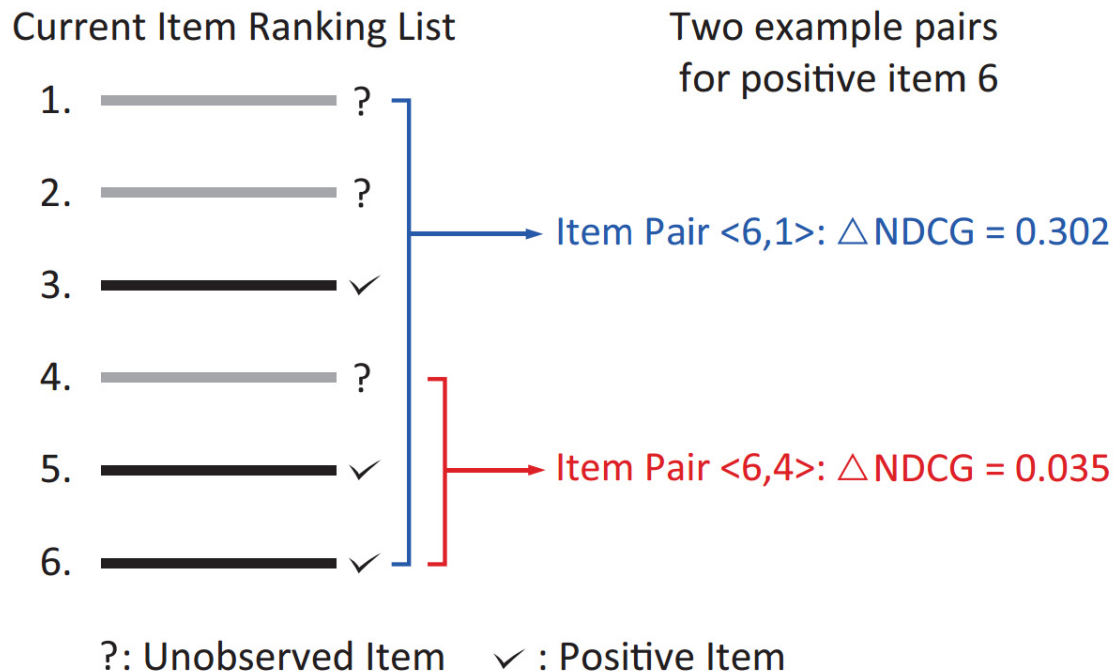 Current Item Ranking List
Two example pairs
for positive item 6
1. ?
2. ?
Item Pair <6,1>: △NDCG = 0.302
3. ✓
4. ?
5. ✓
Item Pair <6,4>: △NDCG = 0.035
6. ✓
?: Unobserved Item ✓ : Positive Item